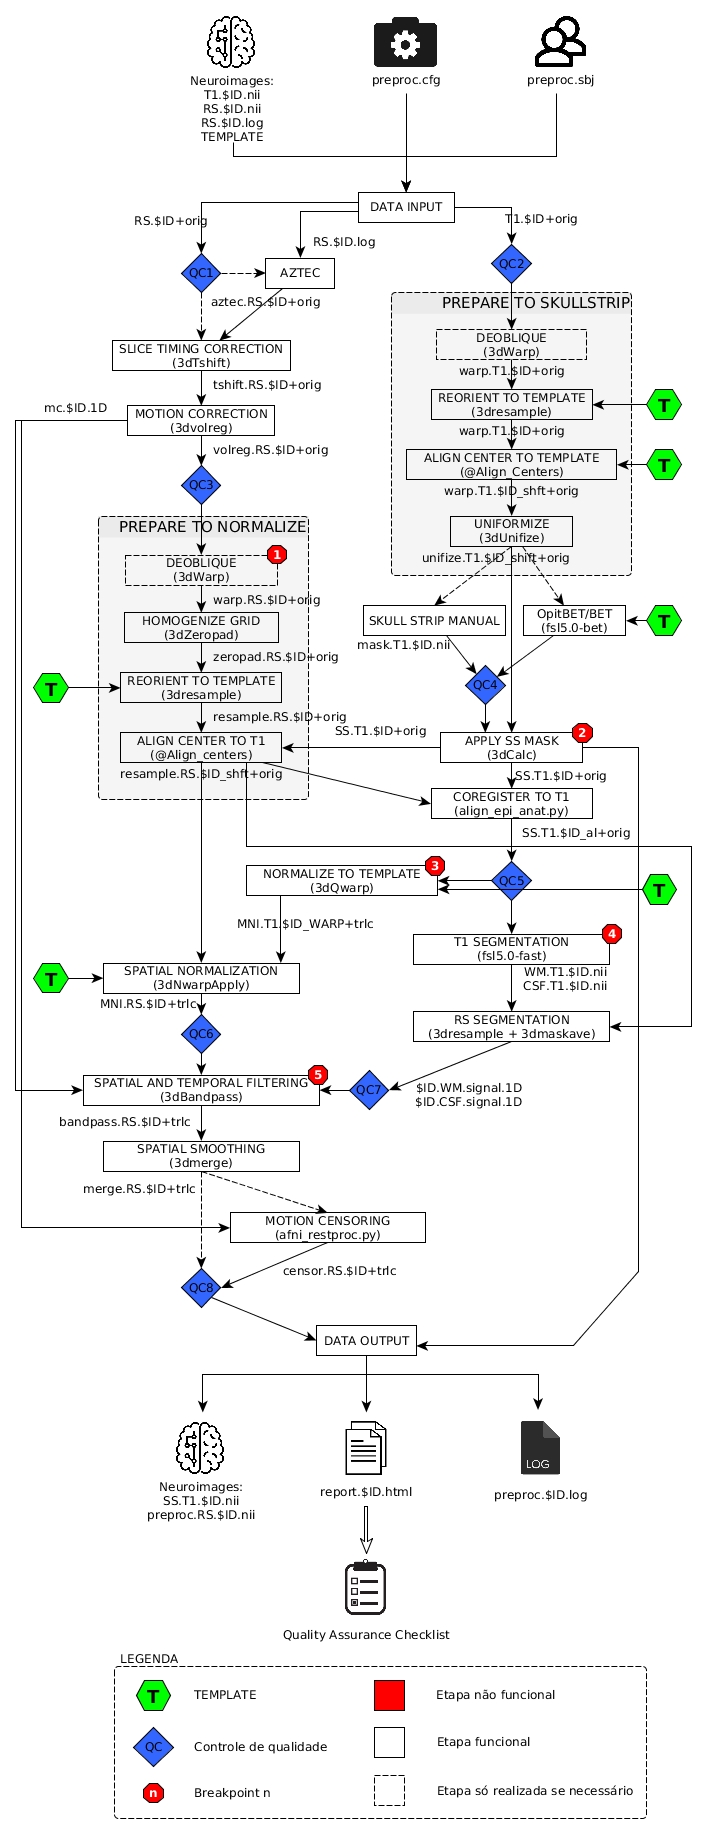 Neuroimages:
T1.$ID.nii
RS.$ID.nii
RS.$ID.log
TEMPLATE
preproc.cfg
preproc.sbj
DATA INPUT
RS.$ID+orig
T1.$ID+orig
RS.$ID.log
QC1
AZTEC
QC2
aztec.RS.$ID+orig
PREPARE TO SKULLSTRIP
SLICE TIMING CORRECTION
(3dTshift)
DEOBLIQUE
(3dWarp)
warp.T1.$ID+orig
tshift.RS.$ID+orig
REORIENT TO TEMPLATE
(3dresample)
T
mc.$ID.1D
MOTION CORRECTION
(3dvolreg)
warp.T1.$ID+orig
volreg.RS.$ID+orig
ALIGN CENTER TO TEMPLATE
(@Align_Centers)
T
QC3
warp.T1.$ID_shft+orig
PREPARE TO NORMALIZE
UNIFORMIZE
(3dUnifize)
1
DEOBLIQUE
(3dWarp)
unifize.T1.$ID_shift+orig
warp.RS.$ID+orig
HOMOGENIZE GRID
(3dZeropad)
SKULL STRIP MANUAL
OpitBET/BET
(fsl5.0-bet)
T
mask.T1.$ID.nii
zeropad.RS.$ID+orig
T
REORIENT TO TEMPLATE
(3dresample)
QC4
resample.RS.$ID+orig
SS.T1.$ID+orig
2
ALIGN CENTER TO T1
(@Align_centers)
APPLY SS MASK
(3dCalc)
resample.RS.$ID_shft+orig
SS.T1.$ID+orig
COREGISTER TO T1
(align_epi_anat.py)
SS.T1.$ID_al+orig
3
NORMALIZE TO TEMPLATE
(3dQwarp)
QC5
T
MNI.T1.$ID_WARP+trlc
4
T1 SEGMENTATION
(fsl5.0-fast)
WM.T1.$ID.nii
CSF.T1.$ID.nii
T
SPATIAL NORMALIZATION
(3dNwarpApply)
MNI.RS.$ID+trlc
QC6
RS SEGMENTATION
(3dresample + 3dmaskave)
5
SPATIAL AND TEMPORAL FILTERING
(3dBandpass)
QC7
$ID.WM.signal.1D
$ID.CSF.signal.1D
bandpass.RS.$ID+trlc
SPATIAL SMOOTHING
(3dmerge)
merge.RS.$ID+trlc
MOTION CENSORING
(afni_restproc.py)
censor.RS.$ID+trlc
QC8
DATA OUTPUT
LOG
Neuroimages:
SS.T1.$ID.nii
preproc.RS.$ID.nii
report.$ID.html
preproc.$ID.log
Quality Assurance Checklist
LEGENDA
T
TEMPLATE
Etapa não funcional
QC
Controle de qualidade
Etapa funcional
n
Breakpoint n
Etapa só realizada se necessário